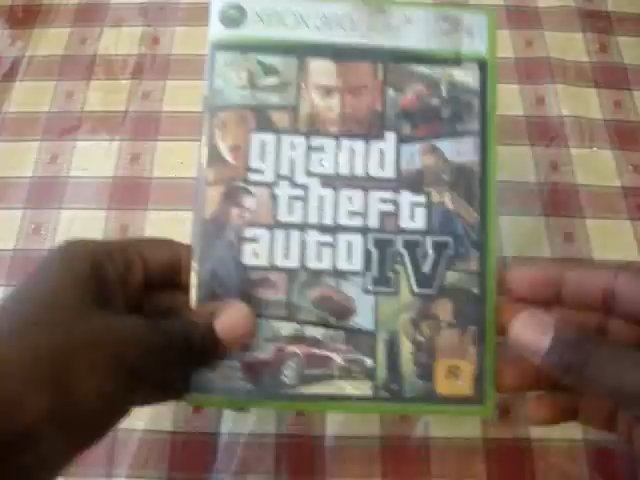 XBOX 360
grand
theft
auto IV
R